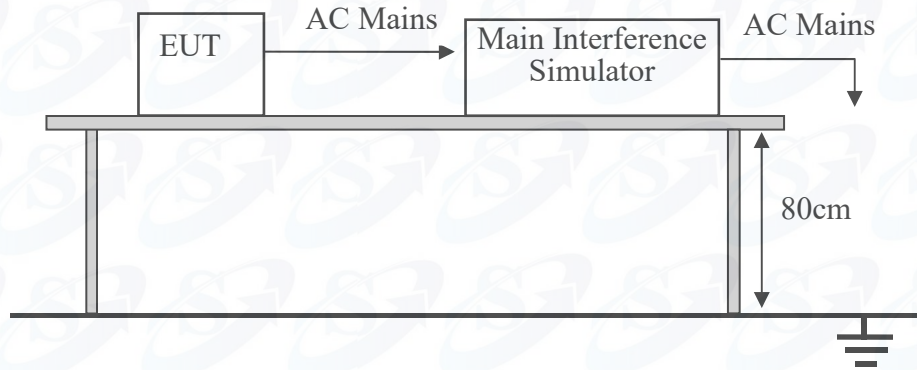 EUT
AC Mains
Main Interference
Simulator
AC Mains
80cm